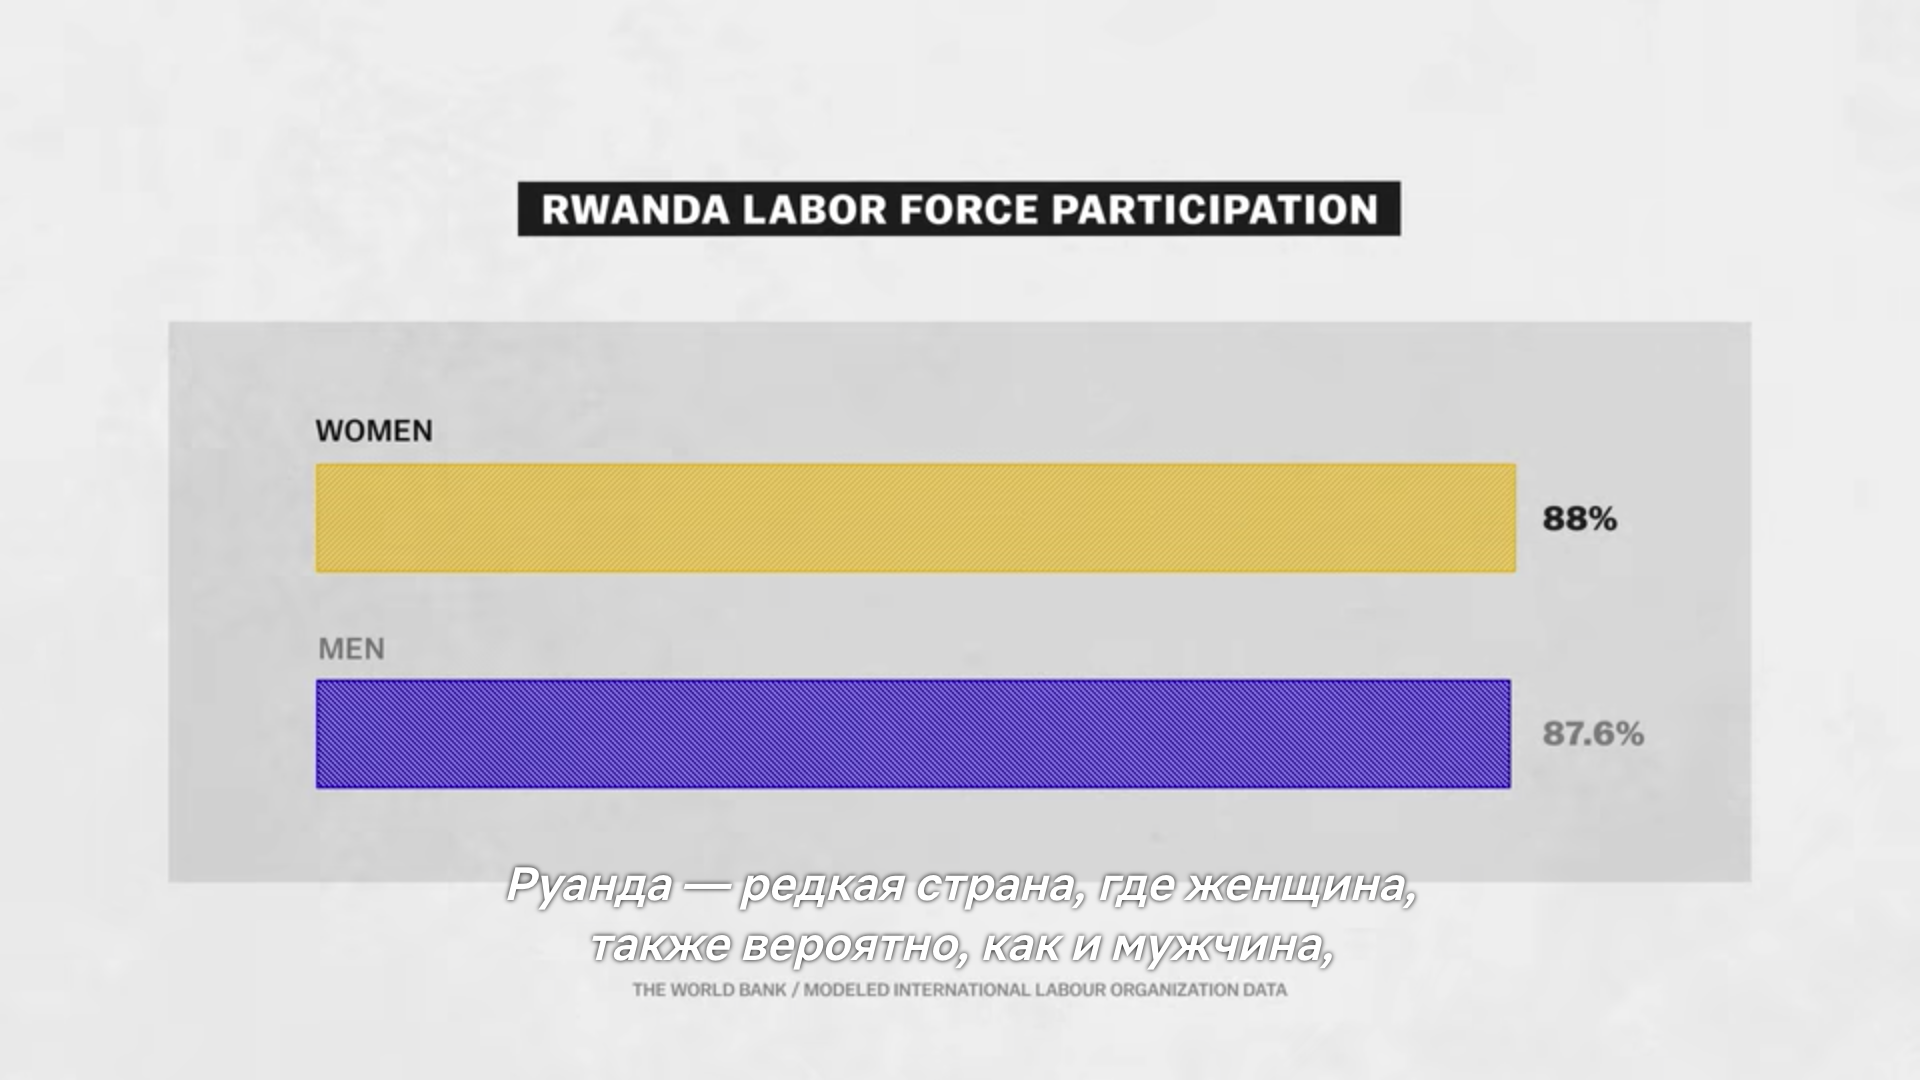 RWANDA LABOR FORCE PARTICIPATION
WOMEN
88%
MEN
87.6%
Руанда — редкая страна, где женщина,
также вероятно, как и мужчина,
THE WORLD BANK / MODELED INTERNATIONAL LABOUR ORGANIZATION DATA